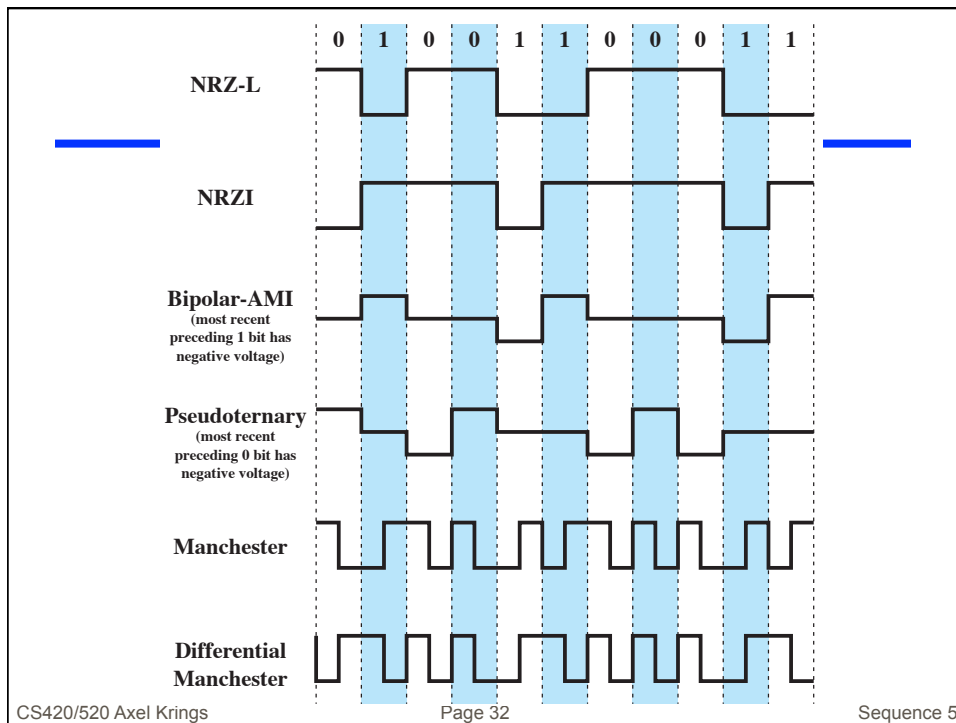 0 1 0 0 1 1 0 0 0 1 1
NRZ-L
NRZI
Bipolar-AMI
(most recent
preceding 1 bit has
negative voltage)
Pseudoternary
(most recent
preceding 0 bit has
negative voltage)
Manchester
Differential
Manchester
CS420/520 Axel Krings Page 32 Sequence 5